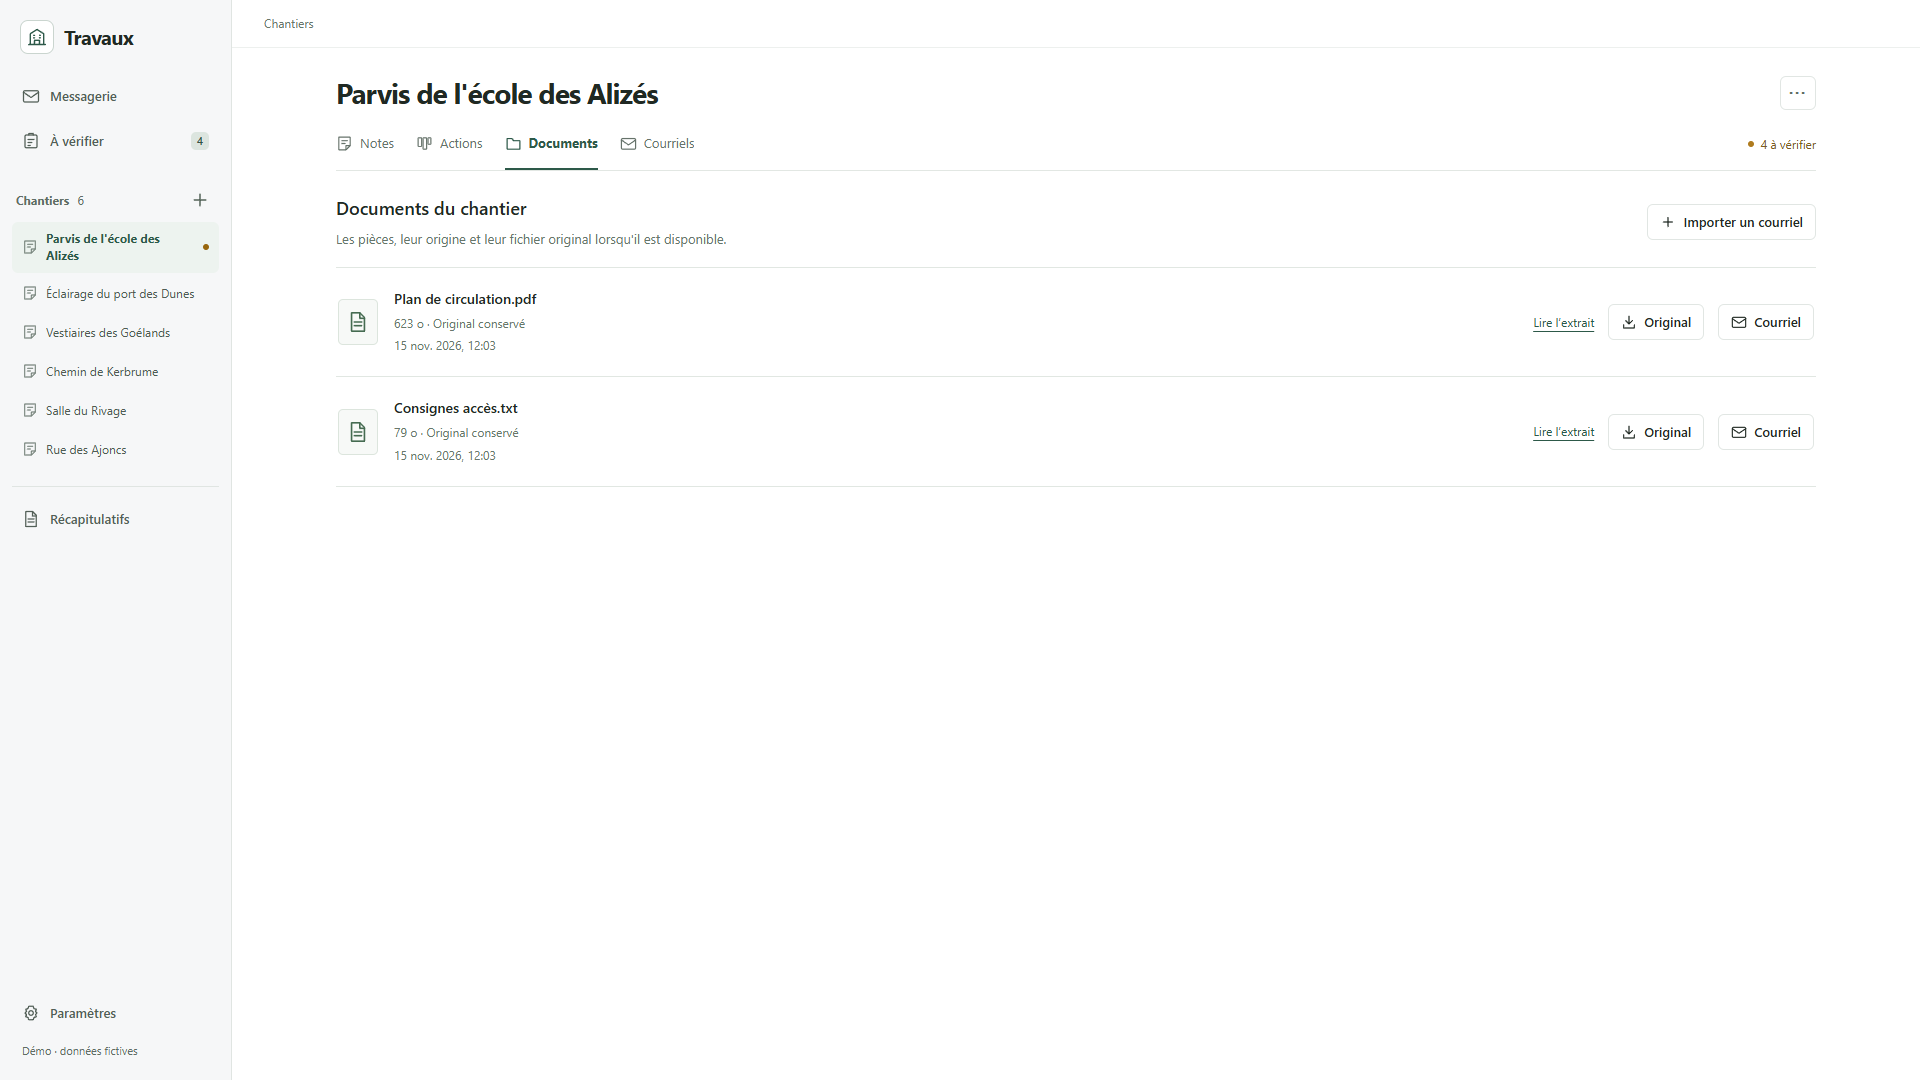 Travaux
Messagerie
À vérifier 4
Chantiers 6
Parvis de l'école des
Alizés
Éclairage du port des Dunes
Vestiaires des Goélands
Chemin de Kerbrume
Salle du Rivage
Rue des Ajoncs
Récapitulatifs
Paramètres
Démo · données fictives
Chantiers
Parvis de l'école des Alizés
Notes Actions Documents Courriels
4 à vérifier
Documents du chantier
Les pièces, leur origine et leur fichier original lorsqu'il est disponible.
Importer un courriel
Plan de circulation.pdf
623 o · Original conservé
15 nov. 2026, 12:03
Lire l'extrait Original Courriel
Consignes accès.txt
79 o · Original conservé
15 nov. 2026, 12:03
Lire l'extrait Original Courriel